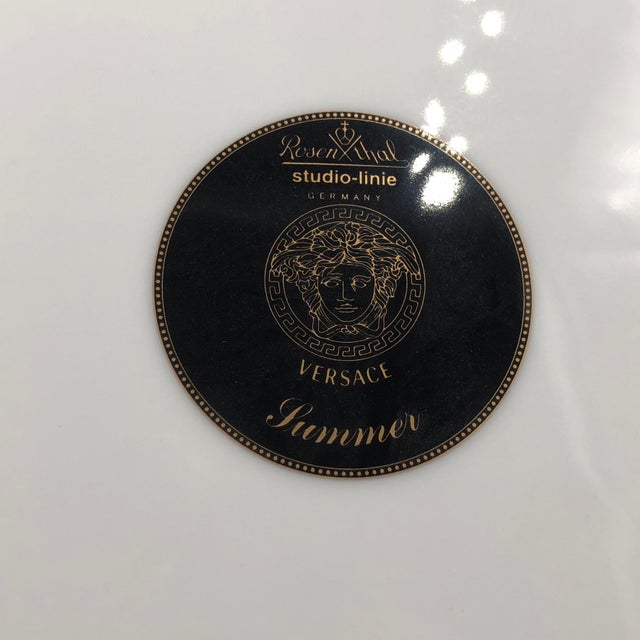 Rosenthal
studio-linie
GERMANY
VERSACE
Summer